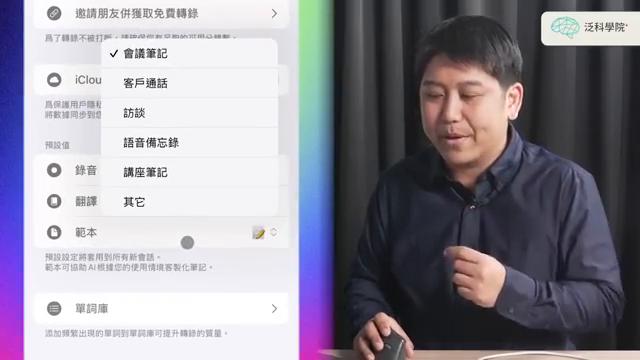 邀請朋友併獲取免費轉錄
泛科學院
會議筆記
iClou
客戶通話
訪談
語音備忘錄
預設值
錄音
講座筆記
翻譯
其它
範本
預設設定將套用到所有新會話。
範本可協助AI根據您的使用情境客製化筆記。
單詞庫
添加頻繁出現的單詞到單詞庫可提升轉錄的質量。